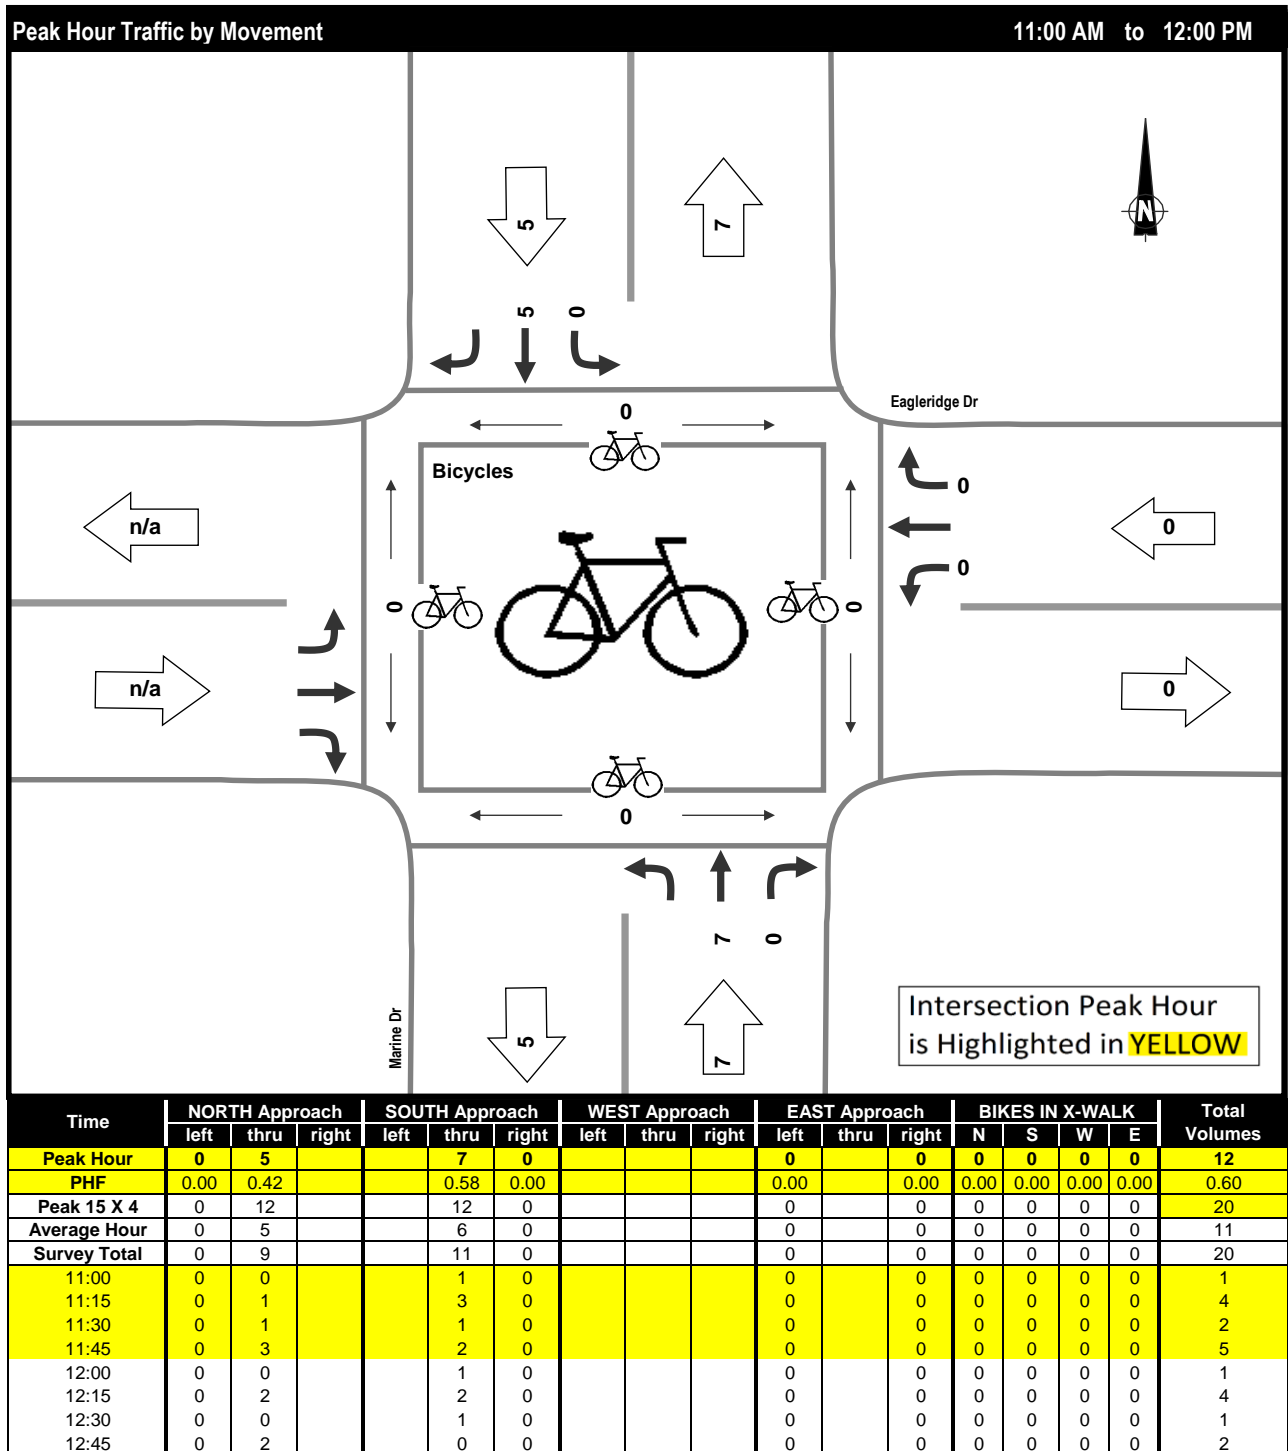 Peak Hour Traffic by Movement 11:00 AM to 12:00 PM
5 7
N
5 0
Eagleridge Dr
0
Bicycles
0
n/a 0
0
0 0
n/a 0
0
7 0
Marine Dr
5 7
Intersection Peak Hour
is Highlighted in YELLOW
Time NORTH Approach SOUTH Approach WEST Approach EAST Approach BIKES IN X-WALK Total
left thru right left thru right left thru right left thru right N S W E Volumes
Peak Hour 0 5 7 0 0 0 0 0 0 0 12
PHF 0.00 0.42 0.58 0.00 0.00 0.00 0.00 0.00 0.00 0.00 0.60
Peak 15 X 4 0 12 12 0 0 0 0 0 0 0 20
Average Hour 0 5 6 0 0 0 0 0 0 0 11
Survey Total 0 9 11 0 0 0 0 0 0 0 20
11:00 0 0 1 0 0 0 0 0 0 0 1
11:15 0 1 3 0 0 0 0 0 0 0 4
11:30 0 1 1 0 0 0 0 0 0 0 2
11:45 0 3 2 0 0 0 0 0 0 0 5
12:00 0 0 1 0 0 0 0 0 0 0 1
12:15 0 2 2 0 0 0 0 0 0 0 4
12:30 0 0 1 0 0 0 0 0 0 0 1
12:45 0 2 0 0 0 0 0 0 0 0 2